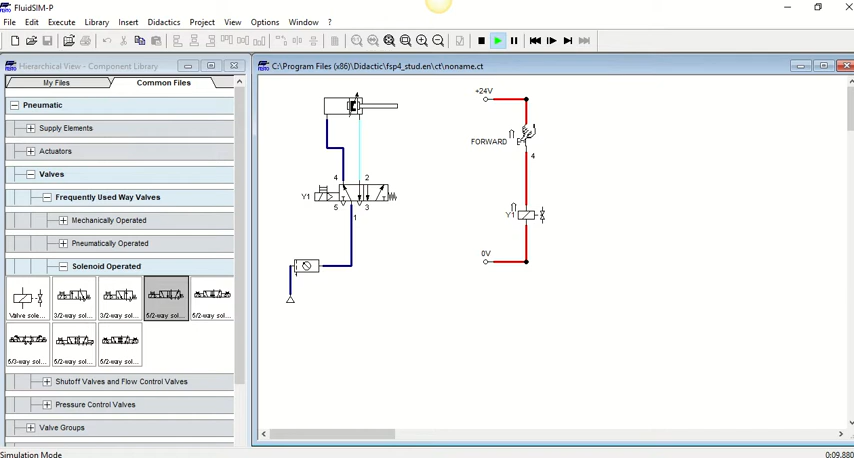 FluidSIM-P
File Edit Execute Library Insert Didactics Project View Options Window ?
FESTO Hierarchical View - Component Library
My Files Common Files
Pneumatic
Supply Elements
Actuators
Valves
Frequently Used Way Valves
Mechanically Operated
Pneumatically Operated
Solenoid Operated
Valve sole... 3/2-way sol... 3/2-way sol... 5/2-way sol... 5/2-way sol...
5/3-way sol... 5/2-way sol... 5/2-way sol...
Shutoff Valves and Flow Control Valves
Pressure Control Valves
Valve Groups
FESTO C:\Program Files (x86)\Didactic\fsp4_stud.en\ct\noname.ct
4 2
Y1
5 3
1
+24V
FORWARD
4
Y1
0V
Simulation Mode 0:09.880